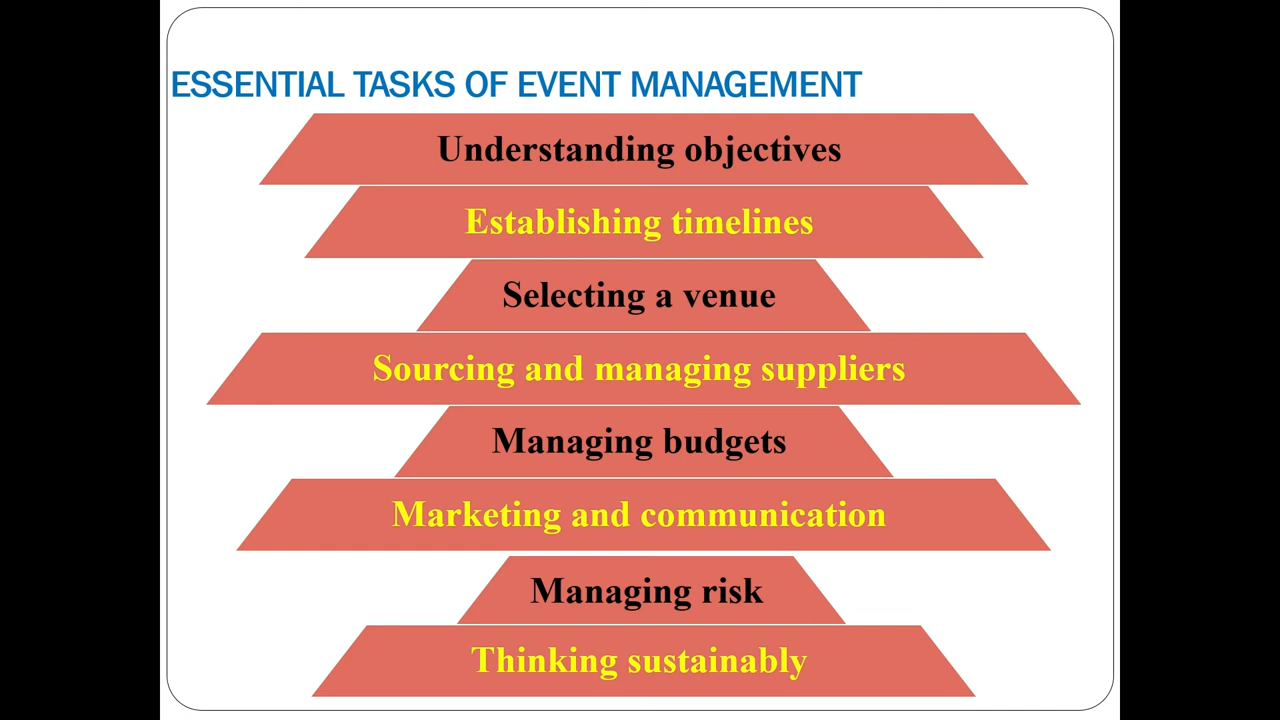 ESSENTIAL TASKS OF EVENT MANAGEMENT
Understanding objectives
Establishing timelines
Selecting a venue
Sourcing and managing suppliers
Managing budgets
Marketing and communication
Managing risk
Thinking sustainably